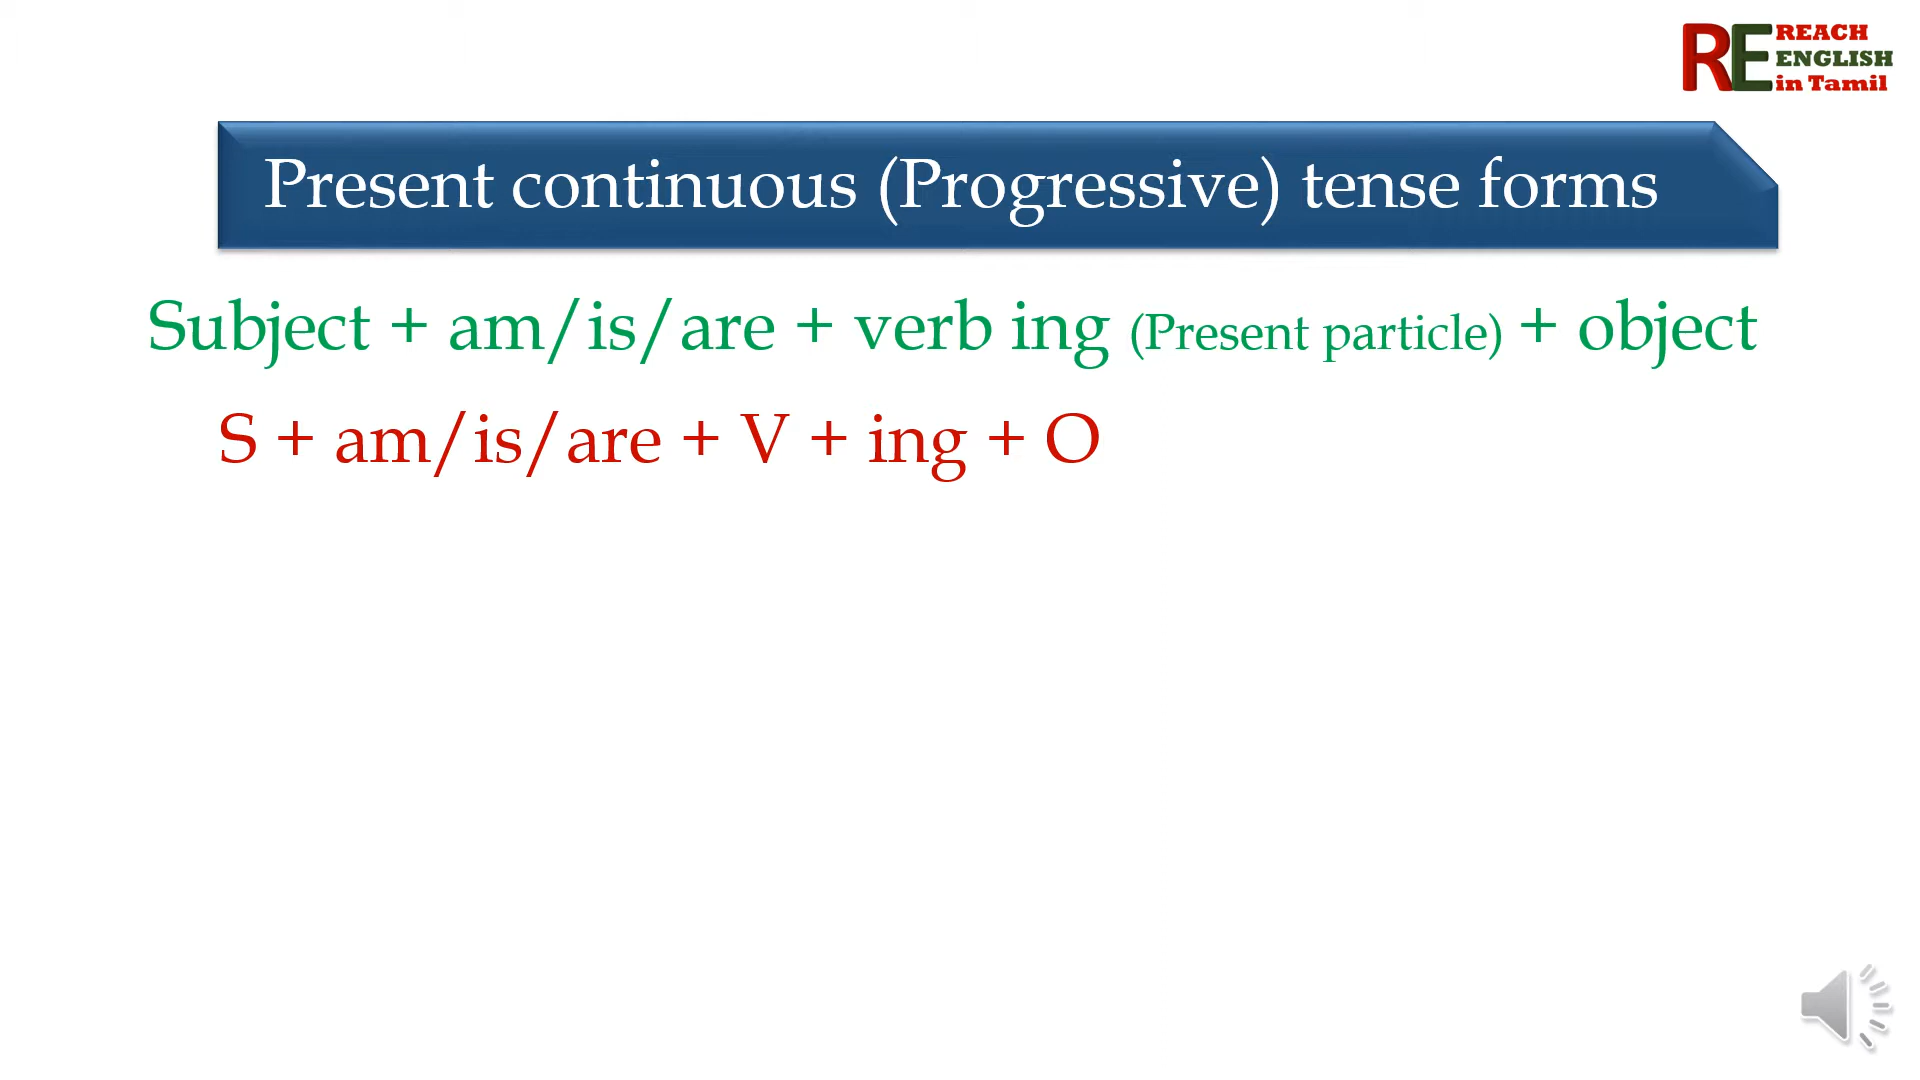 RE REACH
ENGLISH
in Tamil
Present continuous (Progressive) tense forms
Subject + am/is/are + verb ing (Present particle) + object
S + am/is/are + V + ing + O